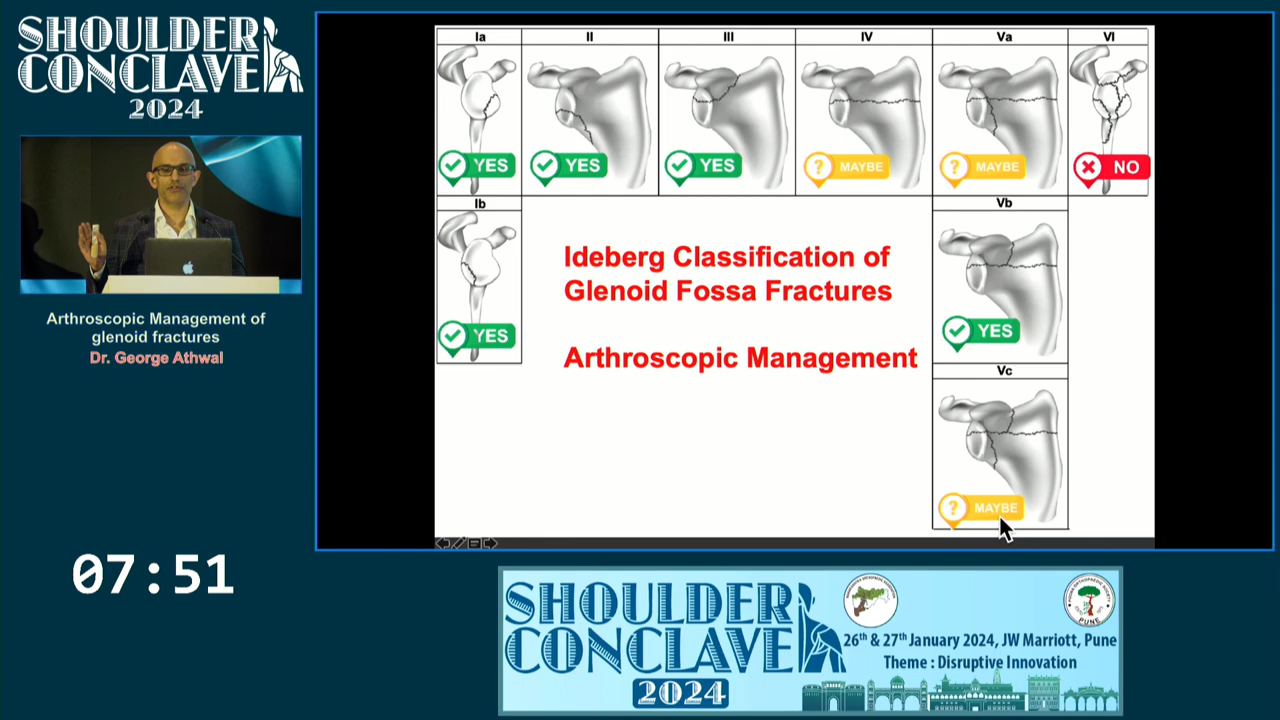 SHOULDER
CONCLAVE
2024
Arthroscopic Management of
glenoid fractures
Dr. George Athwal
07:51
Ia
II
III
IV
Va
VI
YES
YES
YES
MAYBE
MAYBE
NO
Ib
Vb
YES
YES
Ideberg Classification of
Glenoid Fossa Fractures
Arthroscopic Management
Vc
MAYBE
SHOULDER
CONCLAVE
2024
26th & 27th January 2024, JW Marriott, Pune
Theme : Disruptive Innovation
PUNE